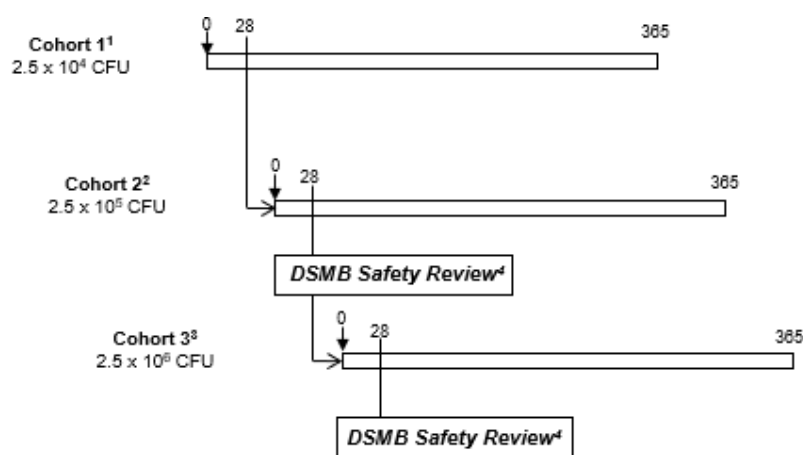 0 28 365
Cohort 1¹
2.5 x 10⁴ CFU
0 28 365
Cohort 2²
2.5 x 10⁵ CFU
DSMB Safety Review⁴
0 28 365
Cohort 3³
2.5 x 10⁶ CFU
DSMB Safety Review⁴